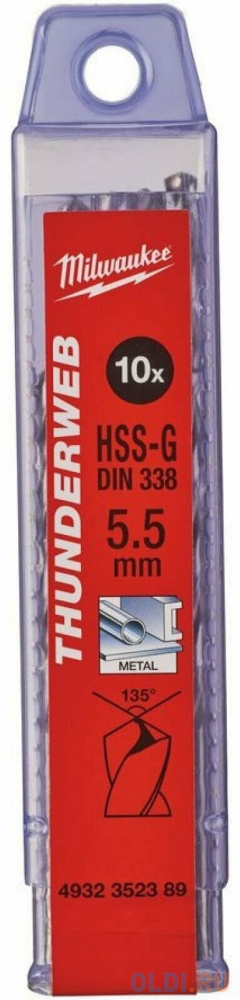 Milwaukee
THUNDERWEB
10x
HSS-G
DIN 338
5.5
mm
METAL
135°
4932 3523 89
OLDI.RU